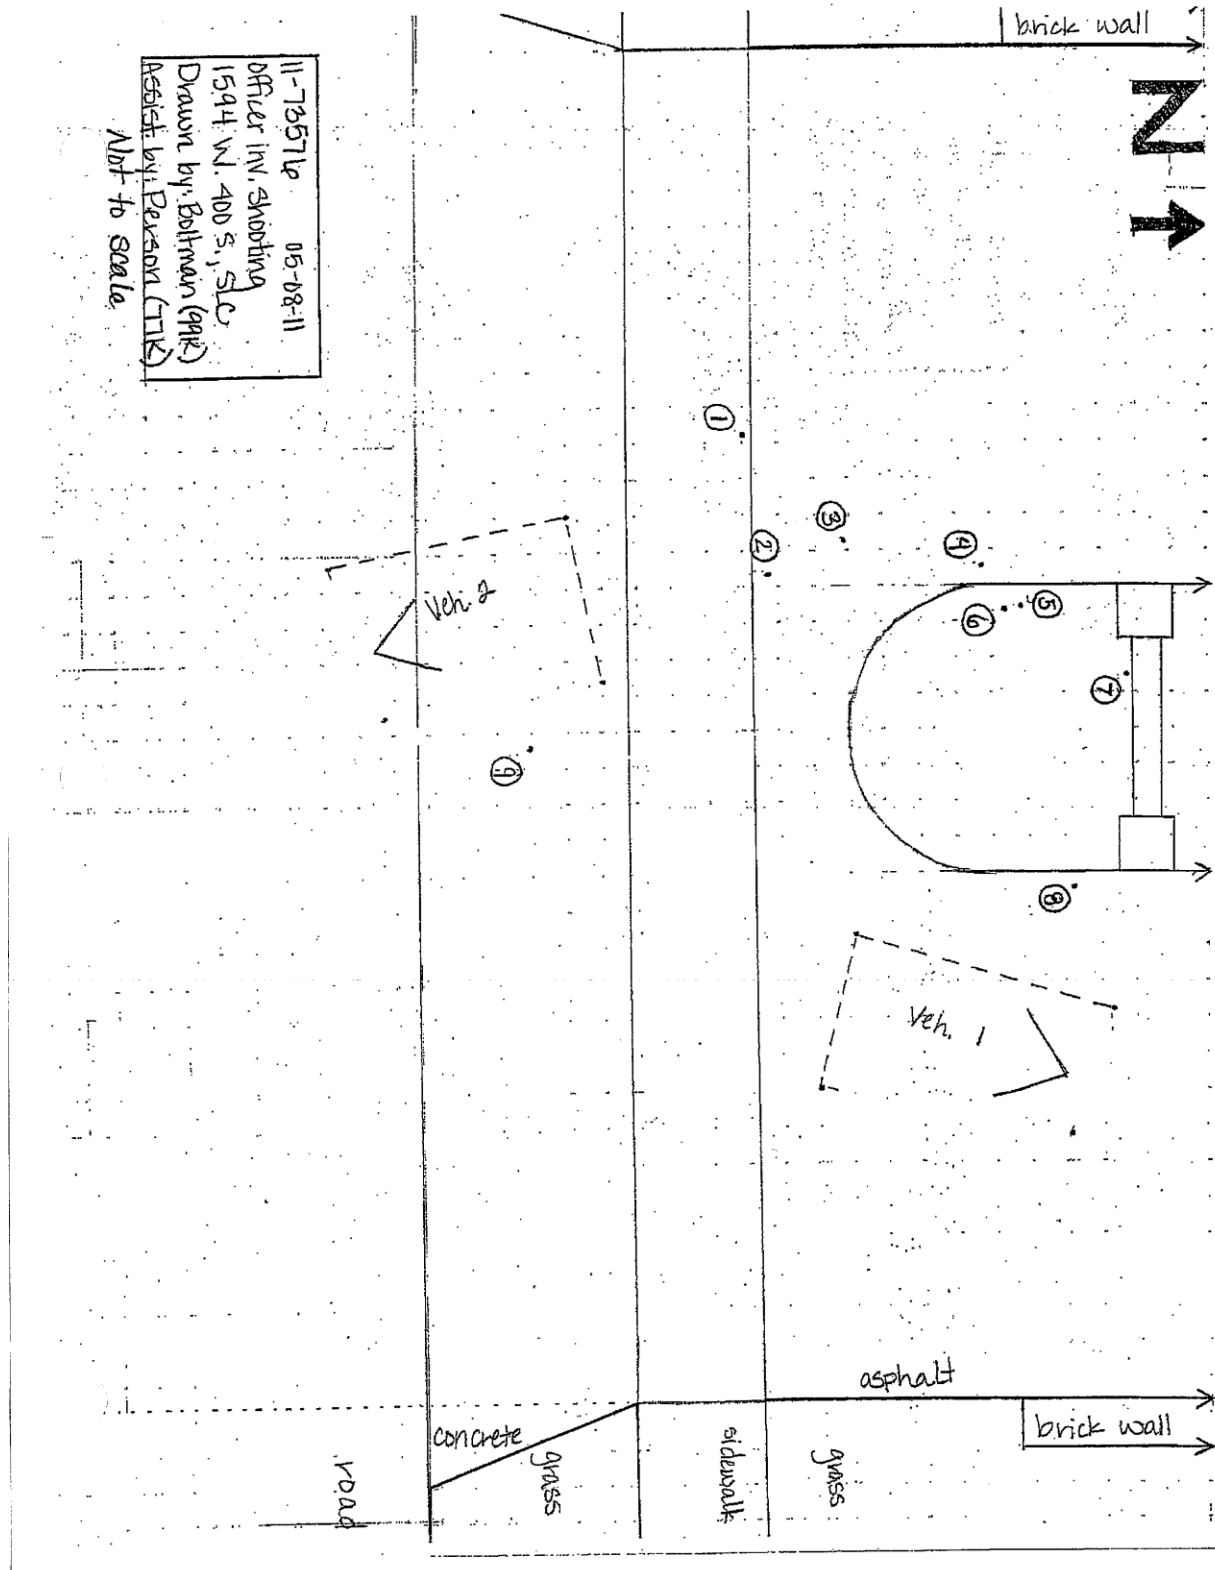 11-73576 05-08-11
Officer inv. shooting
1594 W. 400 S., SLC
Drawn by: Boltman (99K)
Assist by: Person (77K)
Not to scale
brick wall
N
1
2
3
4
5
6
7
8
9
Veh. 2
Veh. 1
asphalt
brick wall
concrete
grass
sidewalk
grass
road